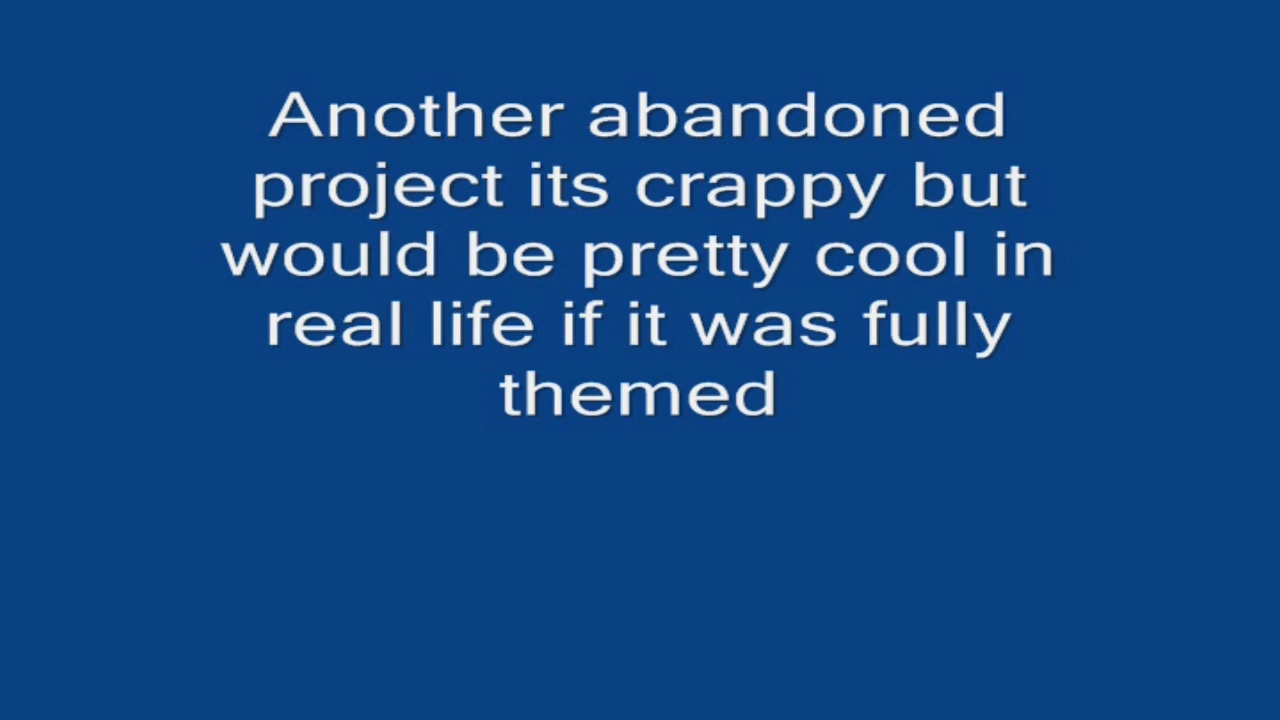 Another abandoned
project its crappy but
would be pretty cool in
real life if it was fully
themed